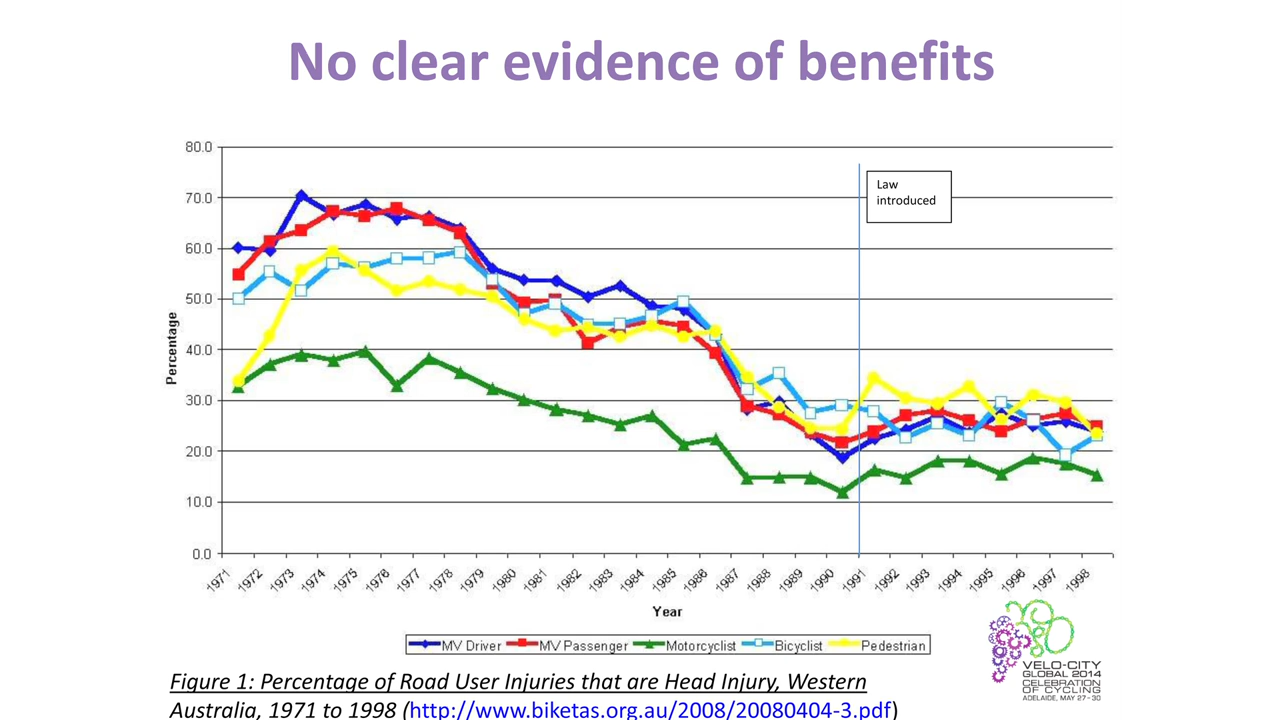 No clear evidence of benefits
80.0
70.0
60.0
50.0
40.0
30.0
20.0
10.0
0.0
Percentage
Law
introduced
1971 1972 1973 1974 1975 1976 1977 1978 1979 1980 1981 1982 1983 1984 1985 1986 1987 1988 1989 1990 1991 1992 1993 1994 1995 1996 1997 1998
Year
MV Driver MV Passenger Motorcyclist Bicyclist Pedestrian
VELO-CITY
GLOBAL 2014
CELEBRATION
OF CYCLING
ADELAIDE, MAY 27-30
Figure 1: Percentage of Road User Injuries that are Head Injury, Western
Australia, 1971 to 1998 (http://www.biketas.org.au/2008/20080404-3.pdf)